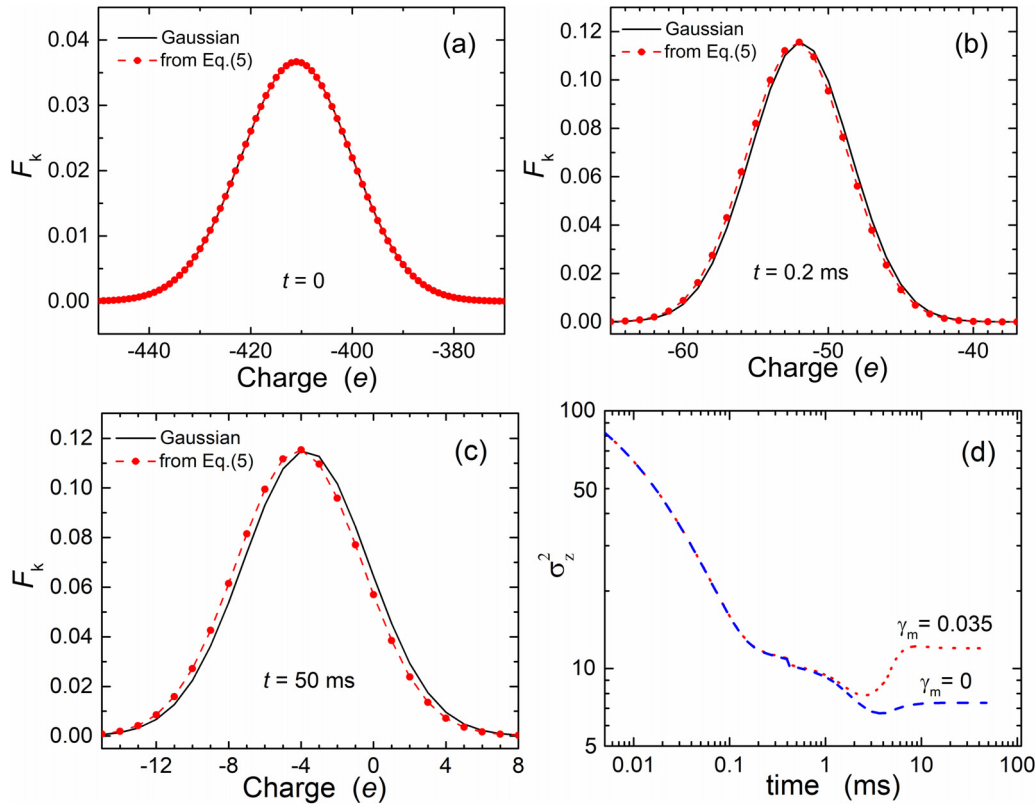 (a)
Gaussian
from Eq.(5)
0.04
0.03
0.02
0.01
0.00
F_k
t = 0
-440 -420 -400 -380
Charge (e)
(b)
Gaussian
from Eq.(5)
0.12
0.10
0.08
0.06
0.04
0.02
0.00
F_k
t = 0.2 ms
-60 -50 -40
Charge (e)
(c)
Gaussian
from Eq.(5)
0.12
0.10
0.08
0.06
0.04
0.02
0.00
F_k
t = 50 ms
-12 -8 -4 0 4 8
Charge (e)
(d)
100
50
10
5
σ_z^2
γ_m = 0.035
γ_m = 0
0.01 0.1 1 10 100
time (ms)